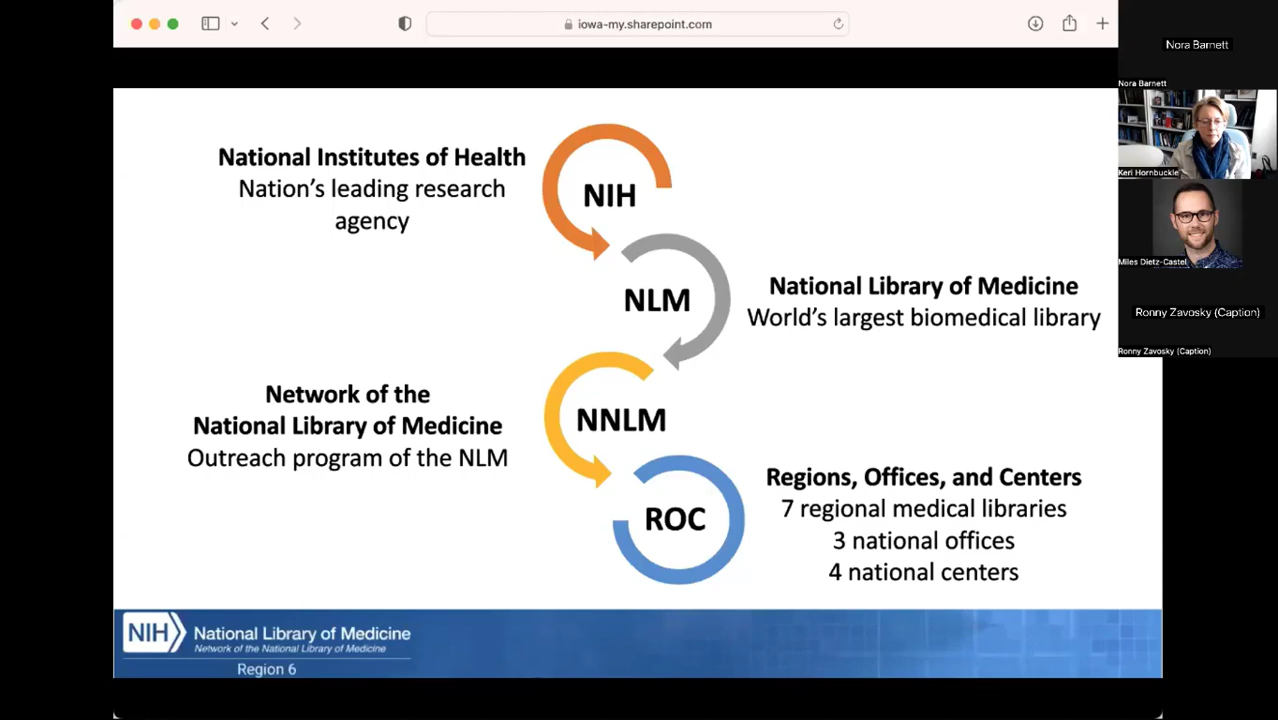 iowa-my.sharepoint.com
National Institutes of Health
Nation's leading research
agency
NIH
NLM
National Library of Medicine
World's largest biomedical library
Network of the
National Library of Medicine
Outreach program of the NLM
NNLM
ROC
Regions, Offices, and Centers
7 regional medical libraries
3 national offices
4 national centers
NIH
National Library of Medicine
Network of the National Library of Medicine
Region 6
Nora Barnett
Nora Barnett
Keri Hornbuckle
Miles Dietz-Castel
Ronny Zavosky (Caption)
Ronny Zavosky (Caption)